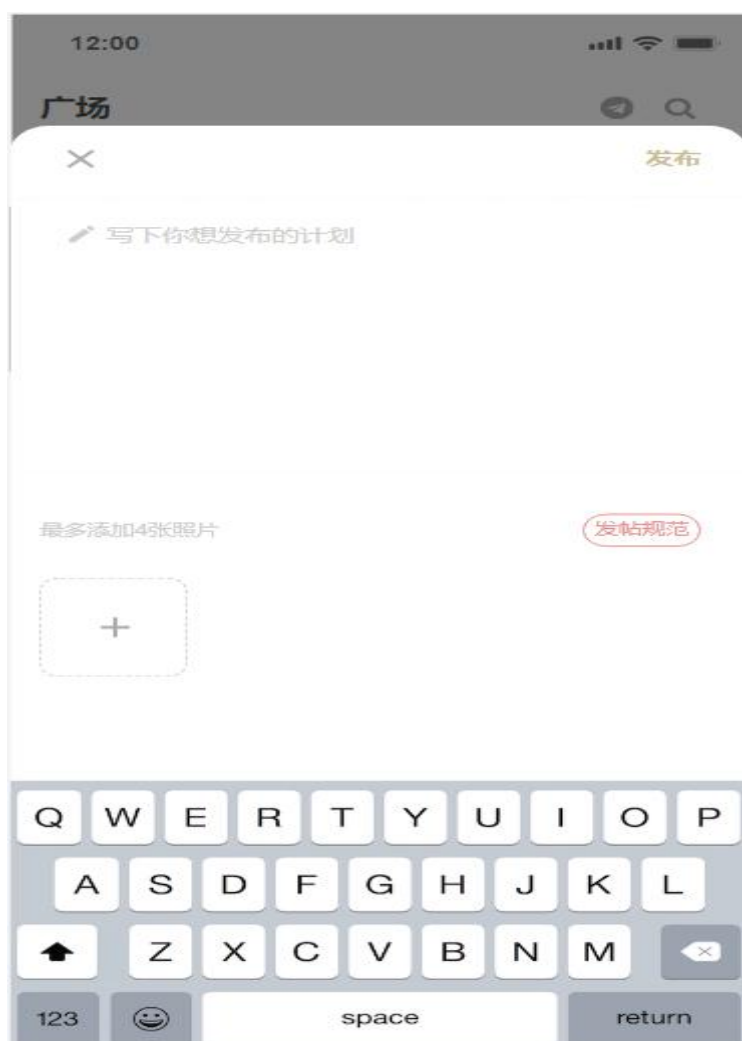 12:00
广场
发布
写下你想发布的计划
最多添加4张照片
发帖规范
Q W E R T Y U I O P
A S D F G H J K L
Z X C V B N M
123 space return